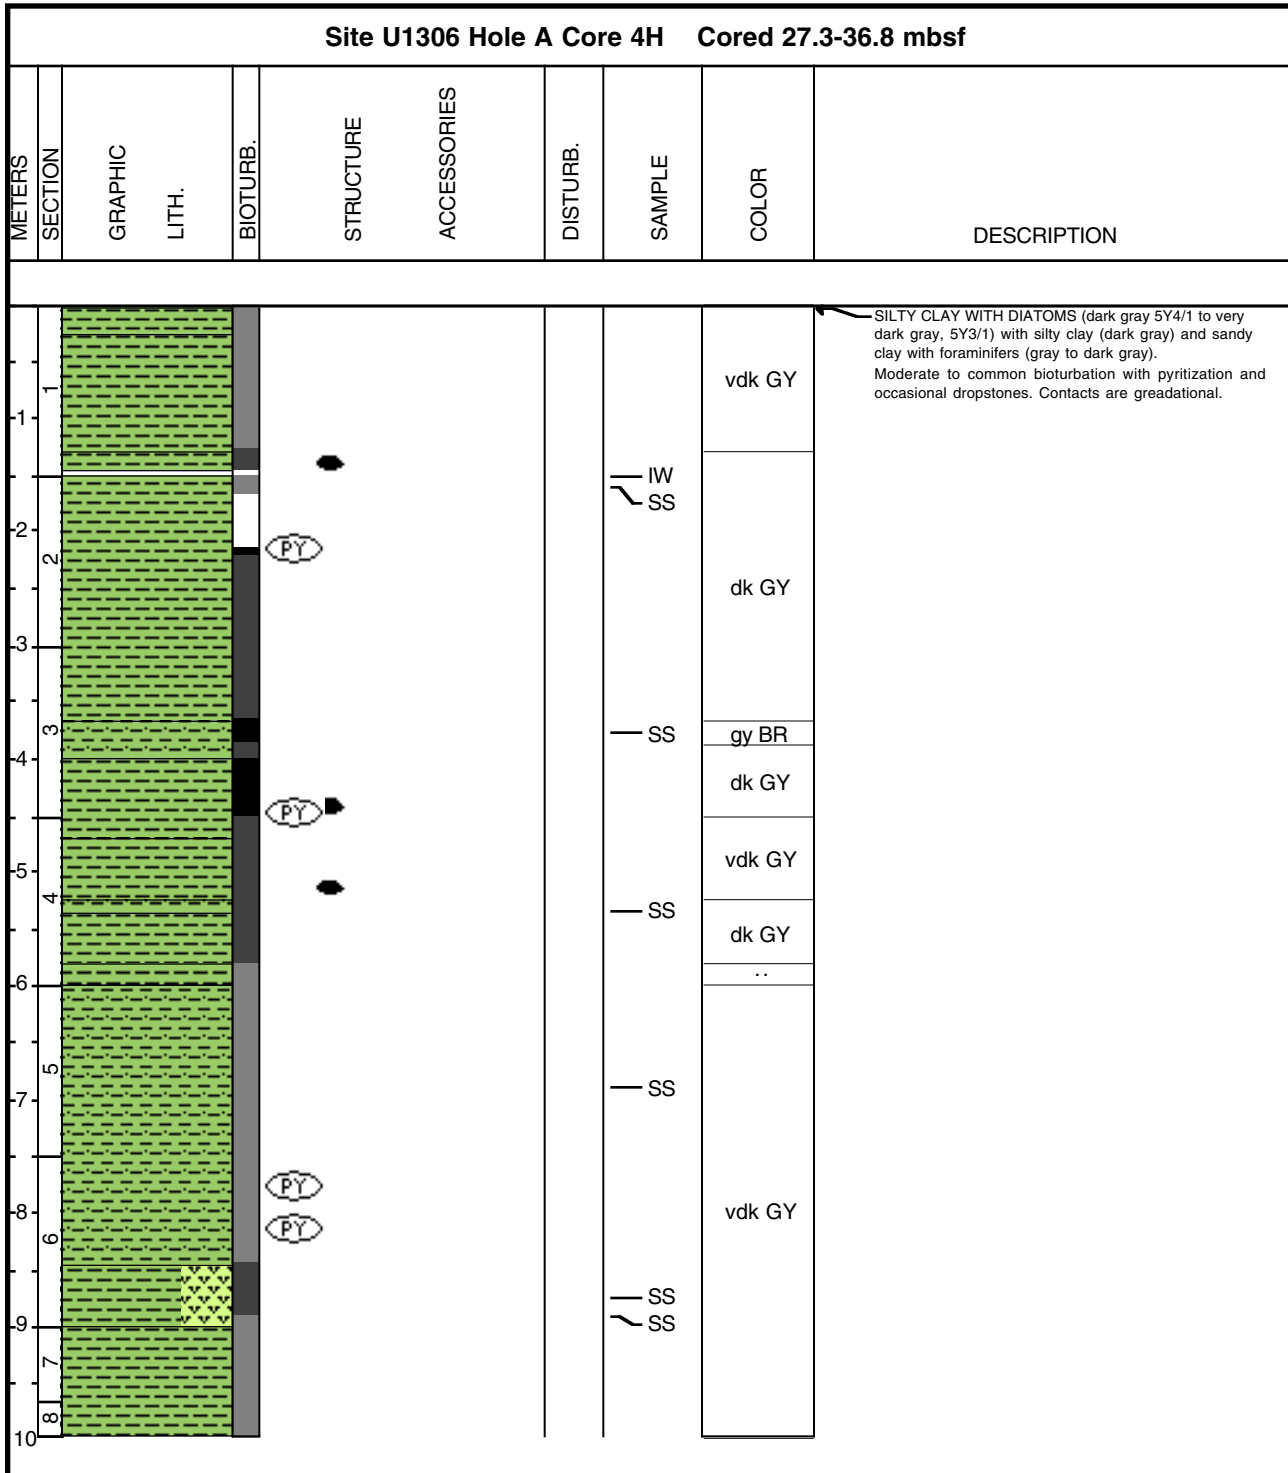 Site U1306 Hole A Core 4H    Cored 27.3-36.8 mbsf
METERS
SECTION
GRAPHIC
LITH.
BIOTURB.
STRUCTURE
ACCESSORIES
DISTURB.
SAMPLE
COLOR
DESCRIPTION
SILTY CLAY WITH DIATOMS (dark gray 5Y4/1 to very
dark gray, 5Y3/1) with silty clay (dark gray) and sandy
clay with foraminifers (gray to dark gray).
Moderate to common bioturbation with pyritization and
occasional dropstones. Contacts are greadational.
vdk GY
1
1
IW
SS
2
PY
2
dk GY
3
3
SS
gy BR
4
dk GY
PY
vdk GY
5
4
SS
dk GY
..
6
5
SS
7
PY
8
vdk GY
PY
6
SS
SS
9
7
8
10